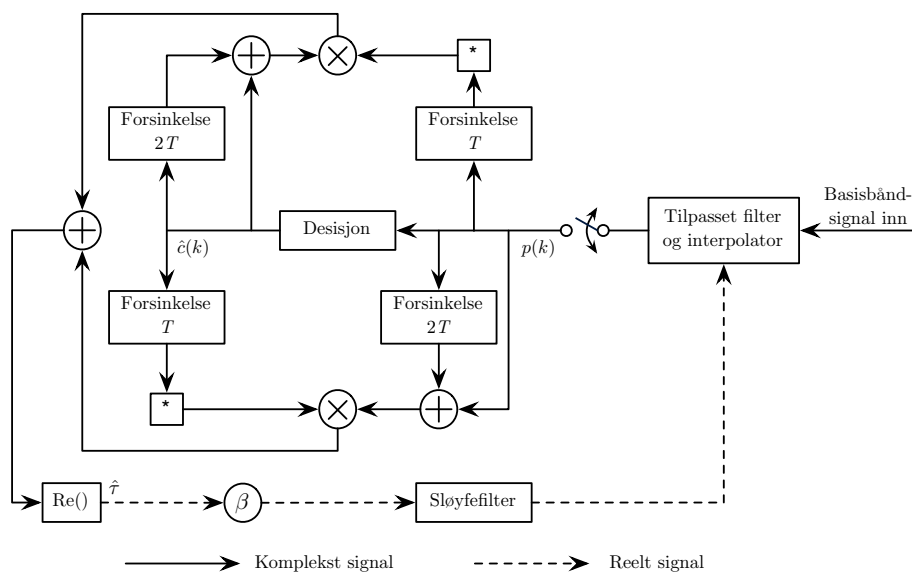 *
Forsinkelse
2T
Forsinkelse
T
Basisbånd-
signal inn
Tilpasset filter
og interpolator
Desisjon
ĉ(k)
p(k)
Forsinkelse
T
Forsinkelse
2T
*
Re()
τ̂
β
Sløyfefilter
Komplekst signal
Reelt signal